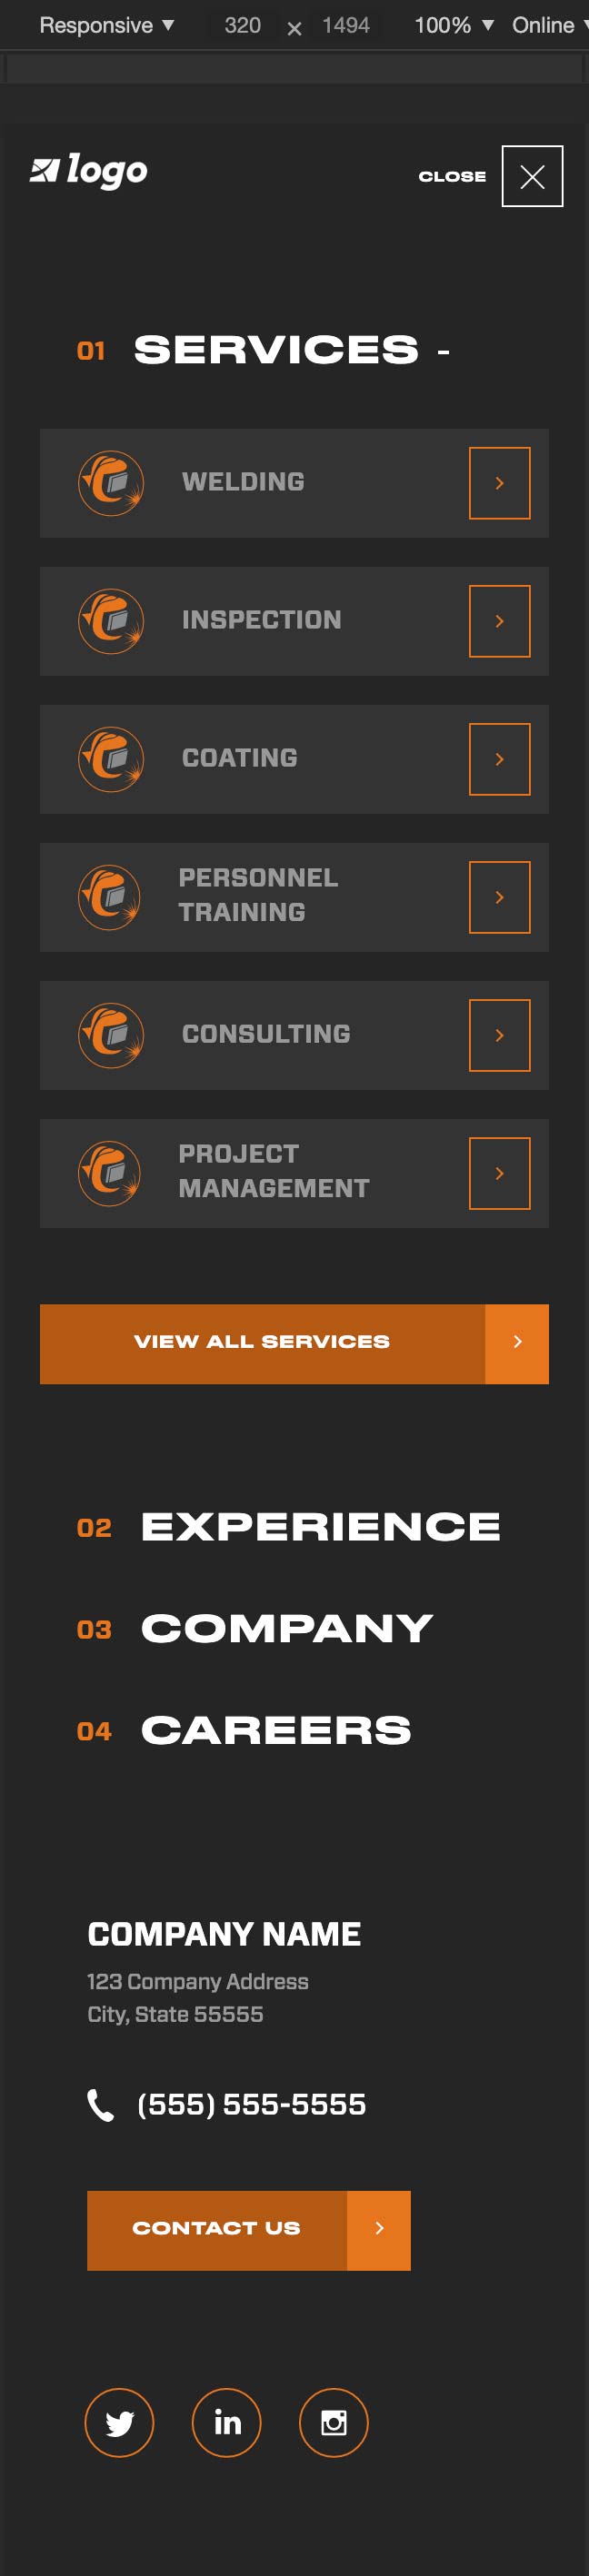 Responsive ▼ 320 × 1494 100% ▼ Online ▼
logo
CLOSE
01 SERVICES -
WELDING
INSPECTION
COATING
PERSONNEL
TRAINING
CONSULTING
PROJECT
MANAGEMENT
VIEW ALL SERVICES
02 EXPERIENCE
03 COMPANY
04 CAREERS
COMPANY NAME
123 Company Address
City, State 55555
(555) 555-5555
CONTACT US
in